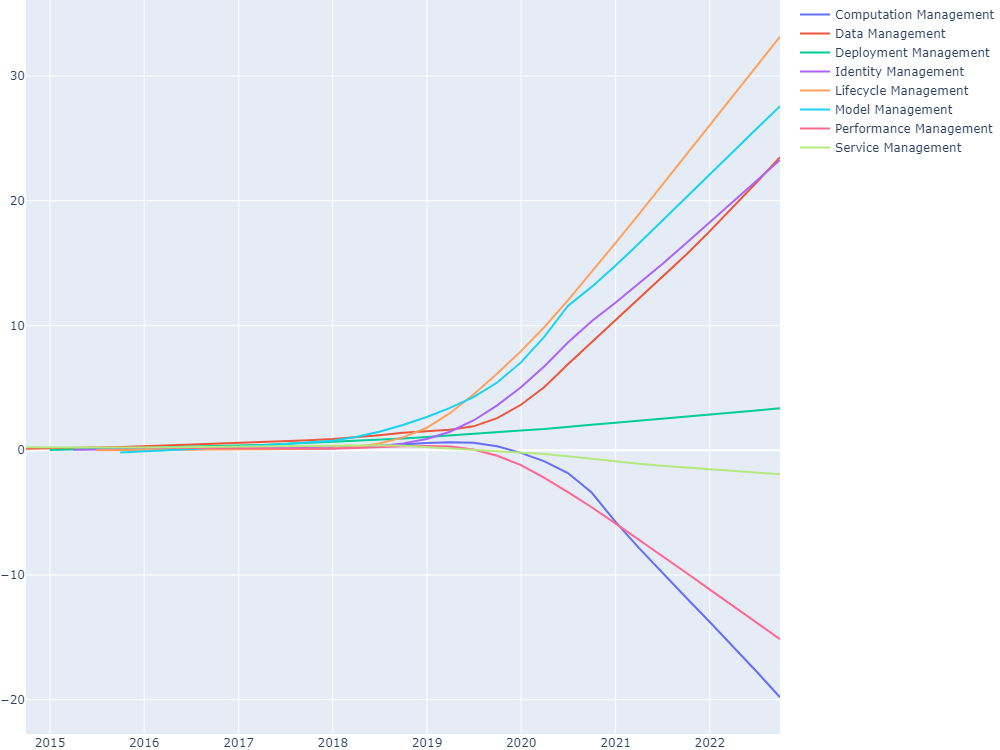 Computation Management
Data Management
Deployment Management
Identity Management
Lifecycle Management
Model Management
Performance Management
Service Management
30
20
10
0
−10
−20
2015 2016 2017 2018 2019 2020 2021 2022